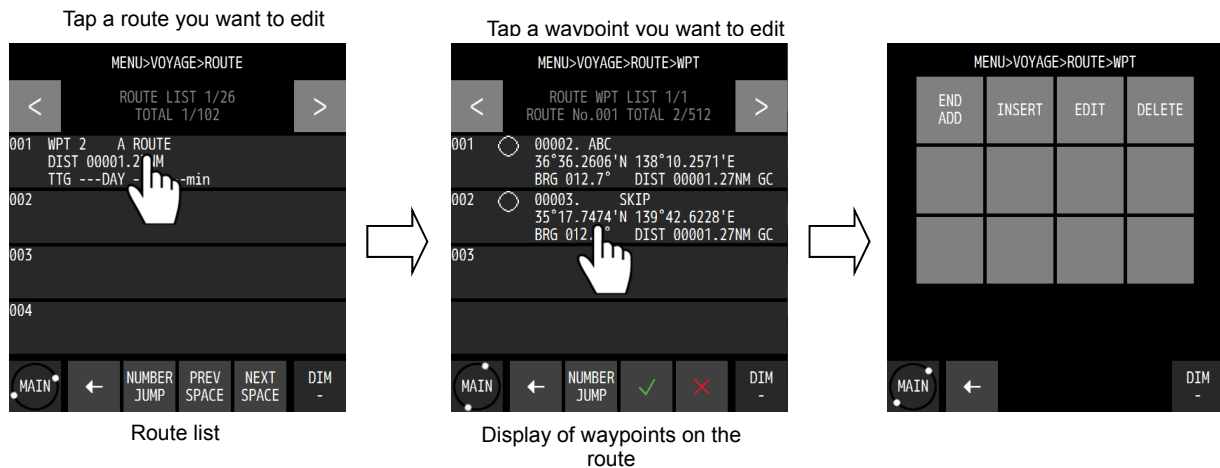 Tap a route you want to edit
MENU>VOYAGE>ROUTE
<
ROUTE LIST 1/26
TOTAL 1/102
>
001 WPT 2 A ROUTE
DIST 00001.2 NM
TTG ---DAY - -min
002
003
004
MAIN
←
NUMBER
JUMP
PREV
SPACE
NEXT
SPACE
DIM
-
Route list
Tap a waypoint you want to edit
MENU>VOYAGE>ROUTE>WPT
<
ROUTE WPT LIST 1/1
ROUTE No.001 TOTAL 2/512
>
001 00002. ABC
36°36.2606'N 138°10.2571'E
BRG 012.7° DIST 00001.27NM GC
002 00003. SKIP
35°17.7474'N 139°42.6228'E
BRG 012. ° DIST 00001.27NM GC
003
MAIN
←
NUMBER
JUMP
✓
✕
DIM
-
Display of waypoints on the
route
MENU>VOYAGE>ROUTE>WPT
END
ADD
INSERT
EDIT
DELETE
MAIN
←
DIM
-